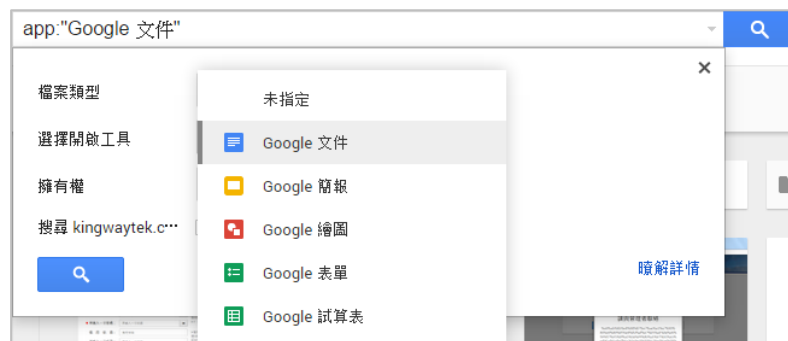 app:"Google 文件"
檔案類型
未指定
選擇開啟工具
Google 文件
擁有權
Google 簡報
搜尋 kingwaytek.c…
Google 繪圖
Google 表單
瞭解詳情
Google 試算表